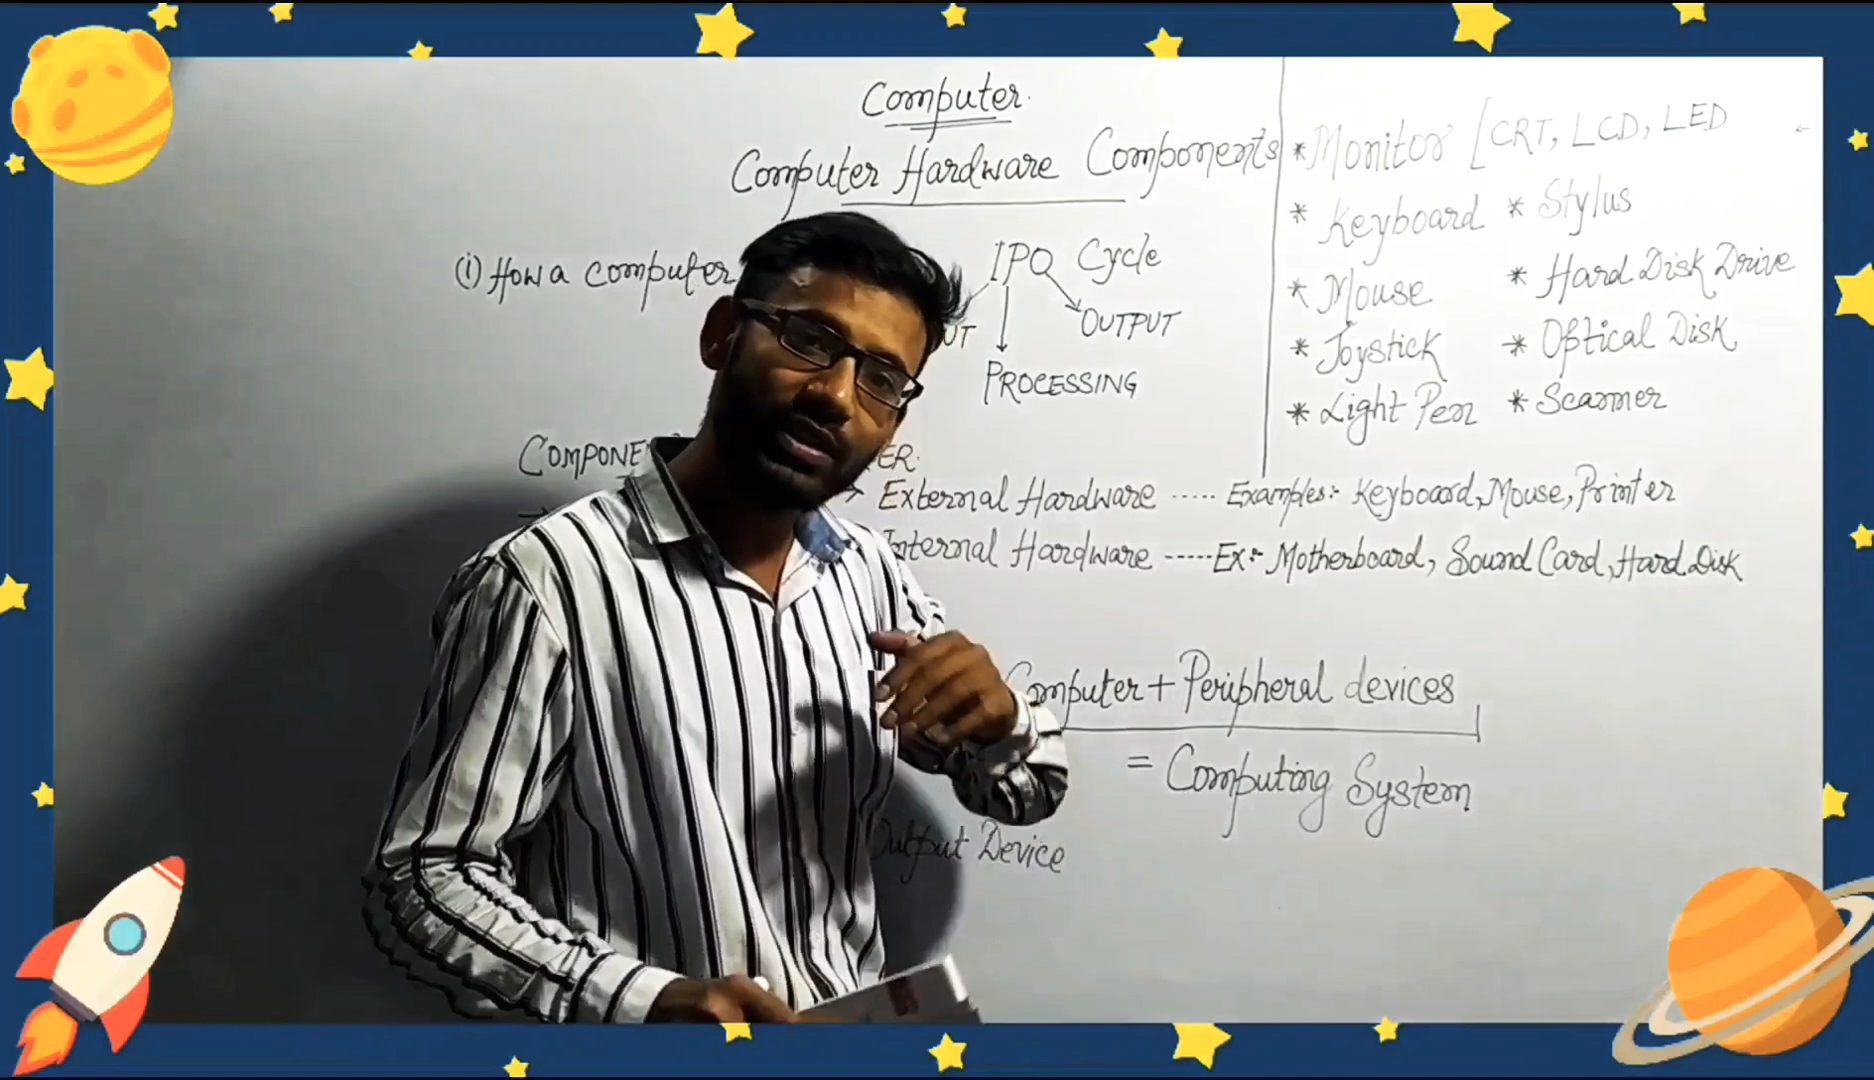 Computer.
Computer Hardware Components
(i) How a computer
IPO Cycle
OUTPUT
PROCESSING
External Hardware ----- Examples:- Keyboard, Mouse, Printer
Internal Hardware ----- Ex:- Motherboard, Sound Card, Hard Disk
Computer + Peripheral devices
= Computing System
Output Device
* Monitor [CRT, LCD, LED
* Keyboard * Stylus
* Mouse * Hard Disk Drive
* Joystick * Optical Disk
* Light Pen * Scanner